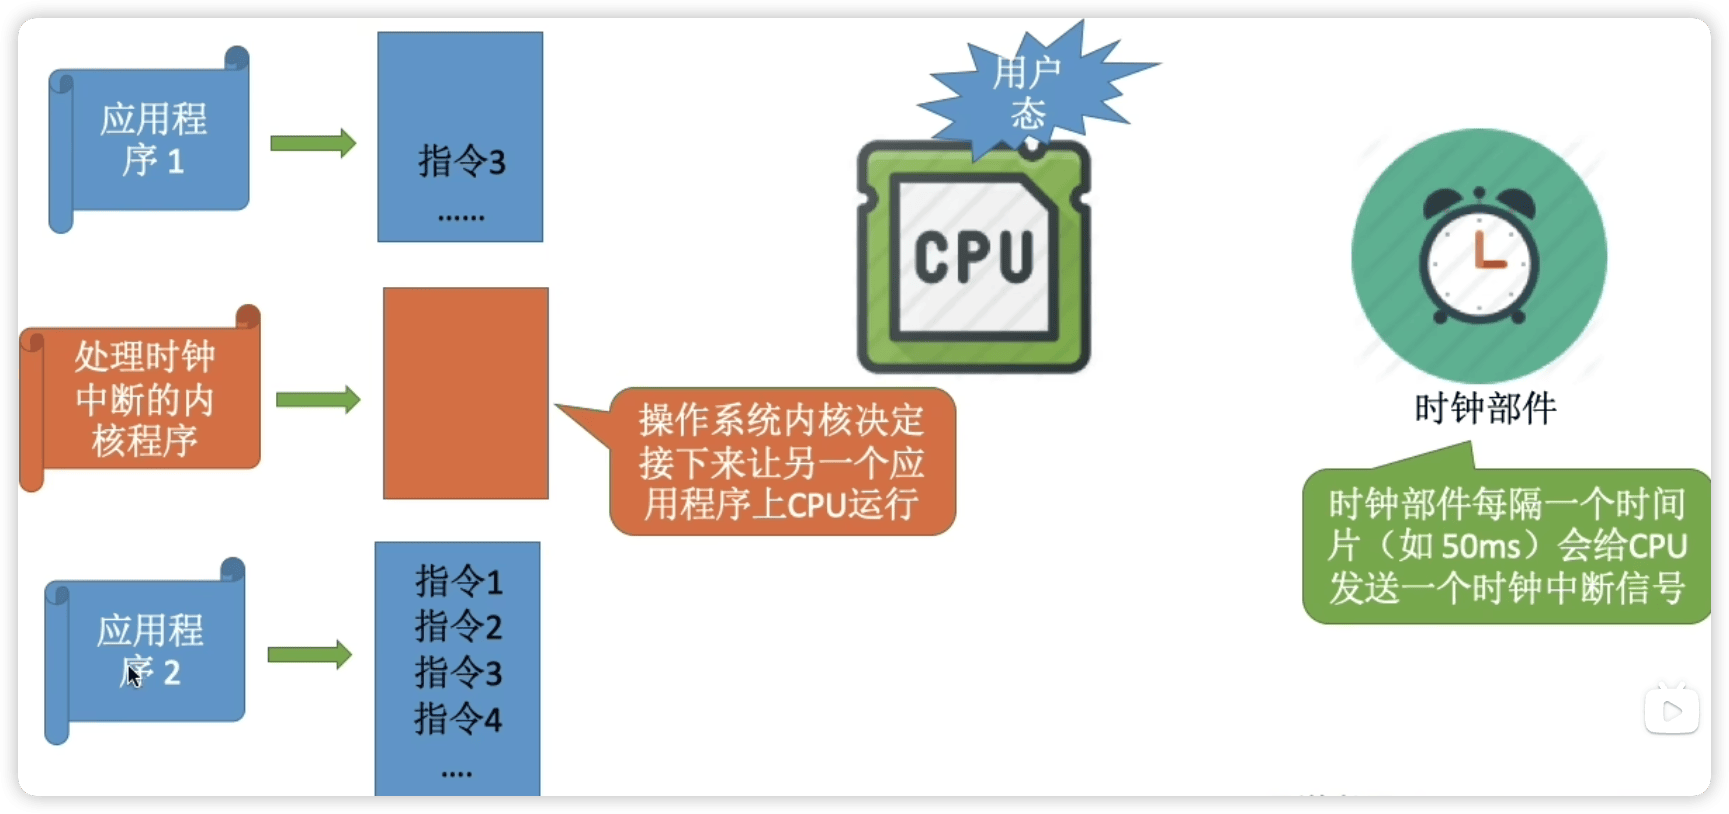 应用程
序 1
指令3
......
用户
态
CPU
时钟部件
处理时钟
中断的内
核程序
操作系统内核决定
接下来让另一个应
用程序上CPU运行
时钟部件每隔一个时间
片（如 50ms）会给CPU
发送一个时钟中断信号
应用程
序 2
指令1
指令2
指令3
指令4
....